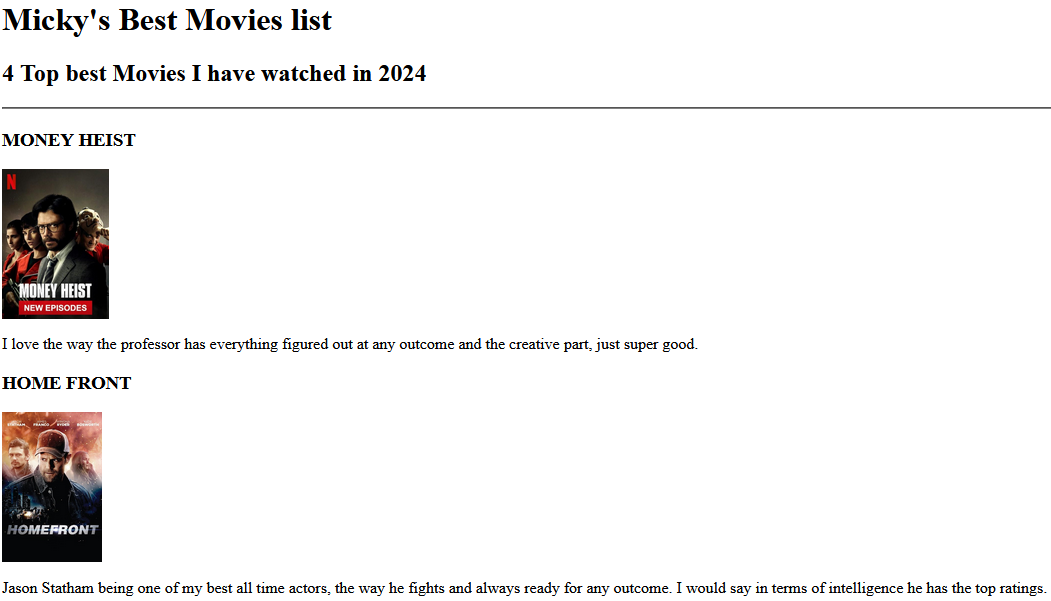 Micky's Best Movies list
4 Top best Movies I have watched in 2024
MONEY HEIST
N
MONEY HEIST
NEW EPISODES
I love the way the professor has everything figured out at any outcome and the creative part, just super good.
HOME FRONT
STATHAM FRANCO RYDER BOSWORTH
HOMEFRONT
Jason Statham being one of my best all time actors, the way he fights and always ready for any outcome. I would say in terms of intelligence he has the top ratings.